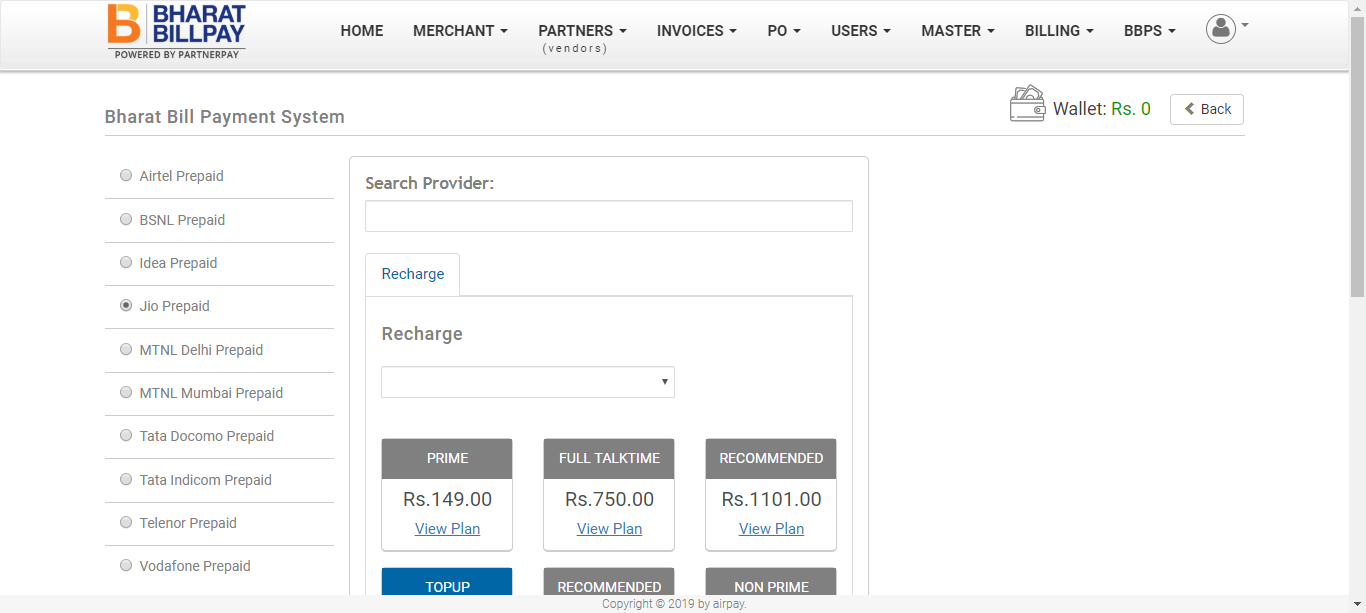 BHARAT
BILLPAY
POWERED BY PARTNERPAY
HOME MERCHANT PARTNERS INVOICES PO USERS MASTER BILLING BBPS
(vendors)
Bharat Bill Payment System
Wallet: Rs. 0
Back
Airtel Prepaid
BSNL Prepaid
Idea Prepaid
Jio Prepaid
MTNL Delhi Prepaid
MTNL Mumbai Prepaid
Tata Docomo Prepaid
Tata Indicom Prepaid
Telenor Prepaid
Vodafone Prepaid
Search Provider:
Recharge
Recharge
PRIME
Rs.149.00
View Plan
FULL TALKTIME
Rs.750.00
View Plan
RECOMMENDED
Rs.1101.00
View Plan
TOPUP
RECOMMENDED
NON PRIME
Copyright © 2019 by airpay.